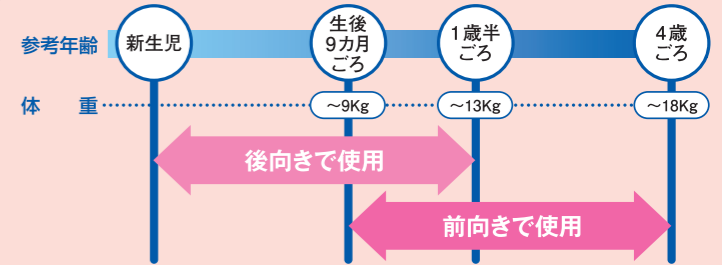 参考年齢
新生児
生後
9カ月
ごろ
1歳半
ごろ
4歳
ごろ
体重
～9Kg
～13Kg
～18Kg
後向きで使用
前向きで使用